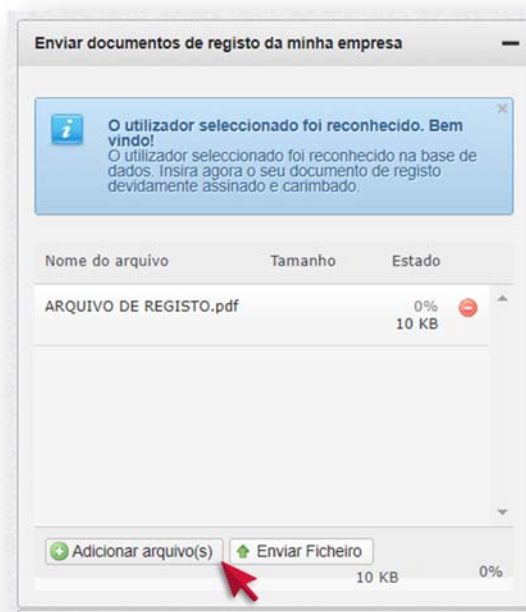 Enviar documentos de registo da minha empresa
O utilizador seleccionado foi reconhecido. Bem
vindo!
O utilizador seleccionado foi reconhecido na base de
dados. Insira agora o seu documento de registo
devidamente assinado e carimbado.
Nome do arquivo Tamanho Estado
ARQUIVO DE REGISTO.pdf 0%
10 KB
Adicionar arquivo(s) Enviar Ficheiro
10 KB 0%